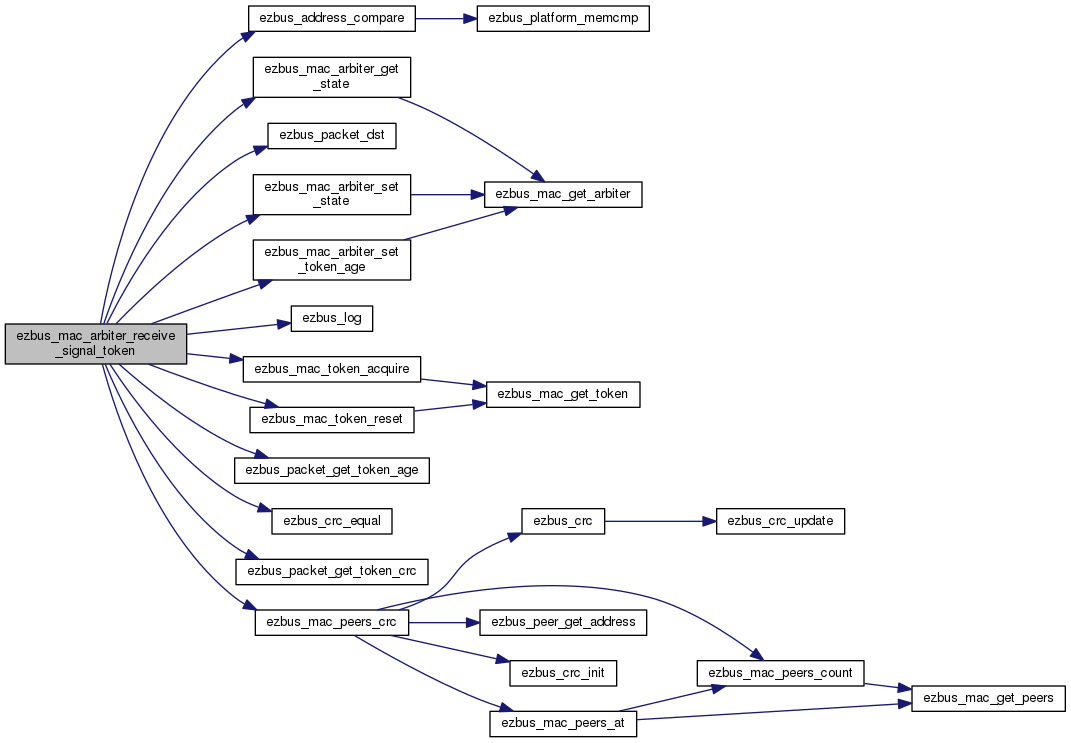 ezbus_address_compare
ezbus_platform_memcmp
ezbus_mac_arbiter_get
_state
ezbus_packet_dst
ezbus_mac_arbiter_set
_state
ezbus_mac_get_arbiter
ezbus_mac_arbiter_set
_token_age
ezbus_log
ezbus_mac_arbiter_receive
_signal_token
ezbus_mac_token_acquire
ezbus_mac_get_token
ezbus_mac_token_reset
ezbus_packet_get_token_age
ezbus_crc_equal
ezbus_crc
ezbus_crc_update
ezbus_packet_get_token_crc
ezbus_mac_peers_crc
ezbus_peer_get_address
ezbus_crc_init
ezbus_mac_peers_count
ezbus_mac_get_peers
ezbus_mac_peers_at